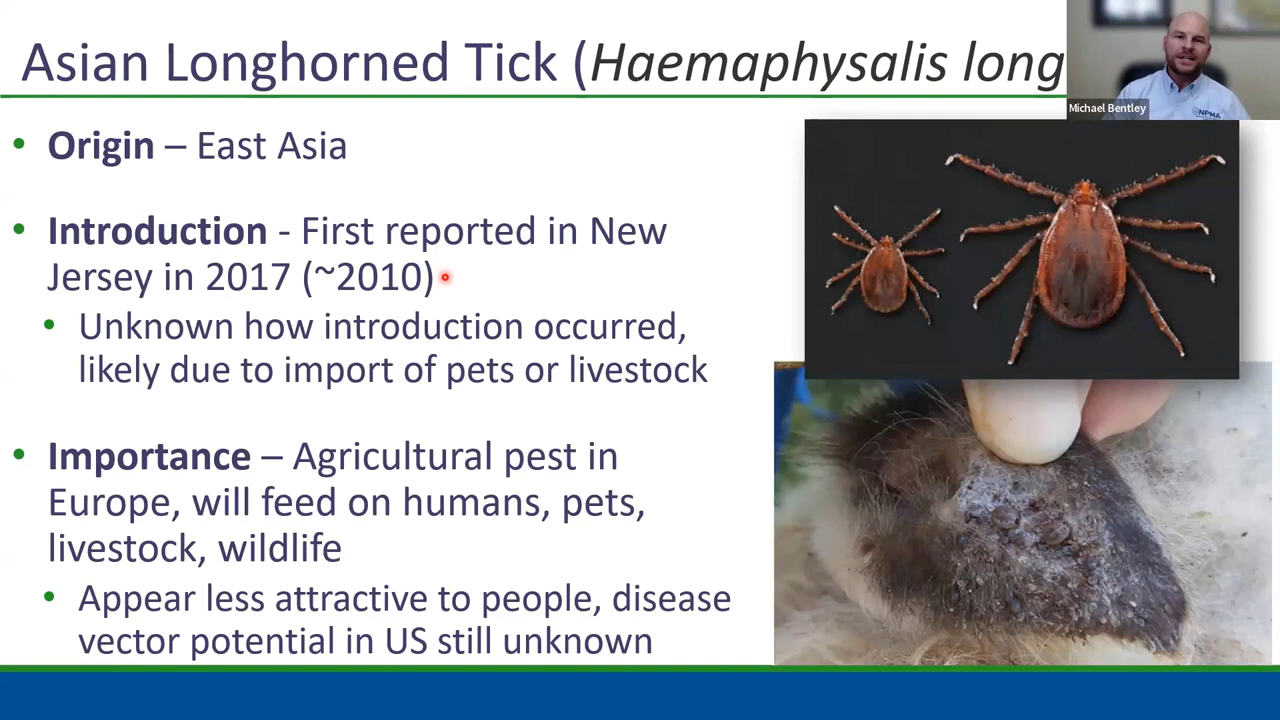 Asian Longhorned Tick (Haemaphysalis long
Michael Bentley
NPMA
• Origin – East Asia
• Introduction - First reported in New
Jersey in 2017 (~2010)
• Unknown how introduction occurred,
likely due to import of pets or livestock
• Importance – Agricultural pest in
Europe, will feed on humans, pets,
livestock, wildlife
• Appear less attractive to people, disease
vector potential in US still unknown